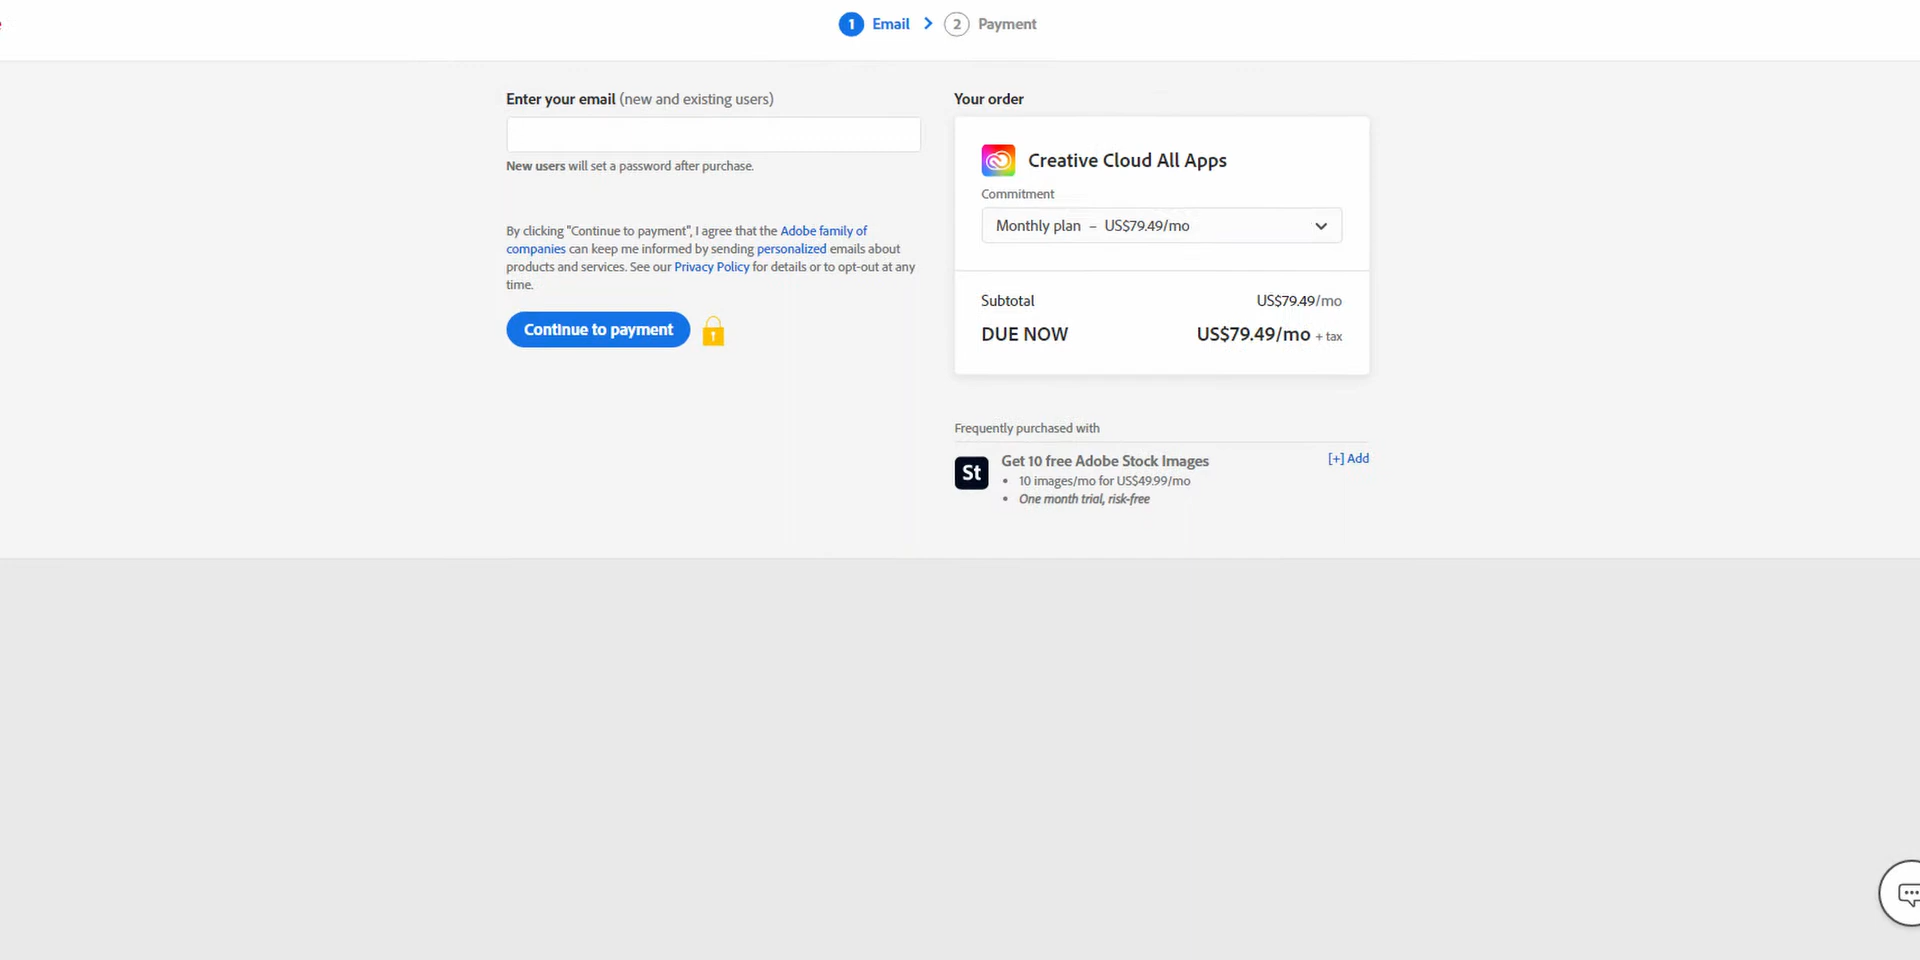 1 Email > 2 Payment
Enter your email (new and existing users)
New users will set a password after purchase.
By clicking "Continue to payment", I agree that the Adobe family of
companies can keep me informed by sending personalized emails about
products and services. See our Privacy Policy for details or to opt-out at any
time.
Continue to payment
Your order
Creative Cloud All Apps
Commitment
Monthly plan – US$79.49/mo
Subtotal US$79.49/mo
DUE NOW US$79.49/mo + tax
Frequently purchased with
St
Get 10 free Adobe Stock Images [+] Add
• 10 images/mo for US$49.99/mo
• One month trial, risk-free